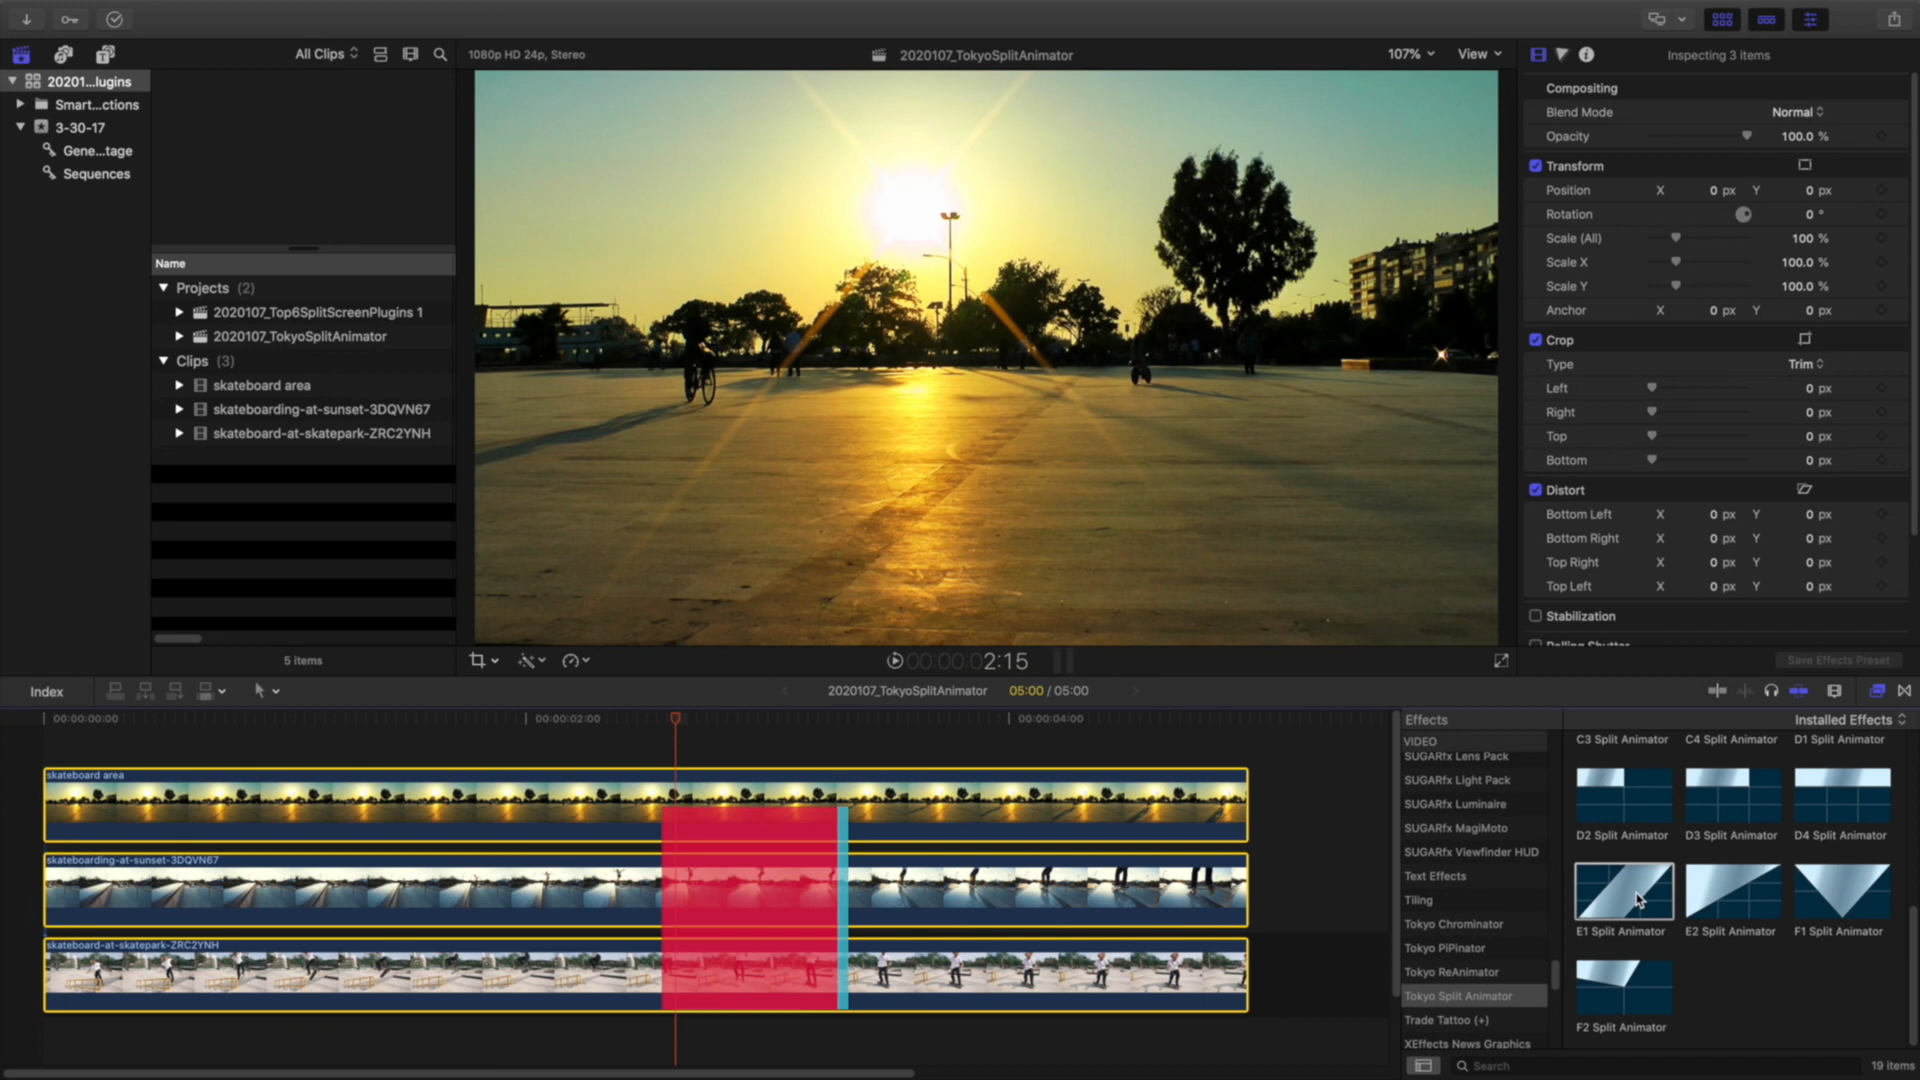 All Clips
1080p HD 24p, Stereo
2020107_TokyoSplitAnimator
107%
View
Inspecting 3 items
20201...lugins
Smart...ctions
3-30-17
Gene...tage
Sequences
Name
Projects (2)
2020107_Top6SplitScreenPlugins 1
2020107_TokyoSplitAnimator
Clips (3)
skateboard area
skateboarding-at-sunset-3DQVN67
skateboard-at-skatepark-ZRC2YNH
5 items
00:00:00:02:15
Compositing
Blend Mode Normal
Opacity 100.0 %
Transform
Position X 0 px Y 0 px
Rotation 0 °
Scale (All) 100 %
Scale X 100.0 %
Scale Y 100.0 %
Anchor X 0 px Y 0 px
Crop
Type Trim
Left 0 px
Right 0 px
Top 0 px
Bottom 0 px
Distort
Bottom Left X 0 px Y 0 px
Bottom Right X 0 px Y 0 px
Top Right X 0 px Y 0 px
Top Left X 0 px Y 0 px
Stabilization
Rolling Shutter
Save Effects Preset
Index
2020107_TokyoSplitAnimator
05:00 / 05:00
00:00:00:00
00:00:02:00
00:00:04:00
skateboard area
skateboarding-at-sunset-3DQVN67
skateboard-at-skatepark-ZRC2YNH
Effects
Installed Effects
VIDEO
SUGARfx Lens Pack
SUGARfx Light Pack
SUGARfx Luminaire
SUGARfx MagiMoto
SUGARfx Viewfinder HUD
Text Effects
Tiling
Tokyo Chrominator
Tokyo PiPinator
Tokyo ReAnimator
Tokyo Split Animator
Trade Tattoo (+)
XEffects News Graphics
C3 Split Animator
C4 Split Animator
D1 Split Animator
D2 Split Animator
D3 Split Animator
D4 Split Animator
E1 Split Animator
E2 Split Animator
F1 Split Animator
F2 Split Animator
Search
19 items